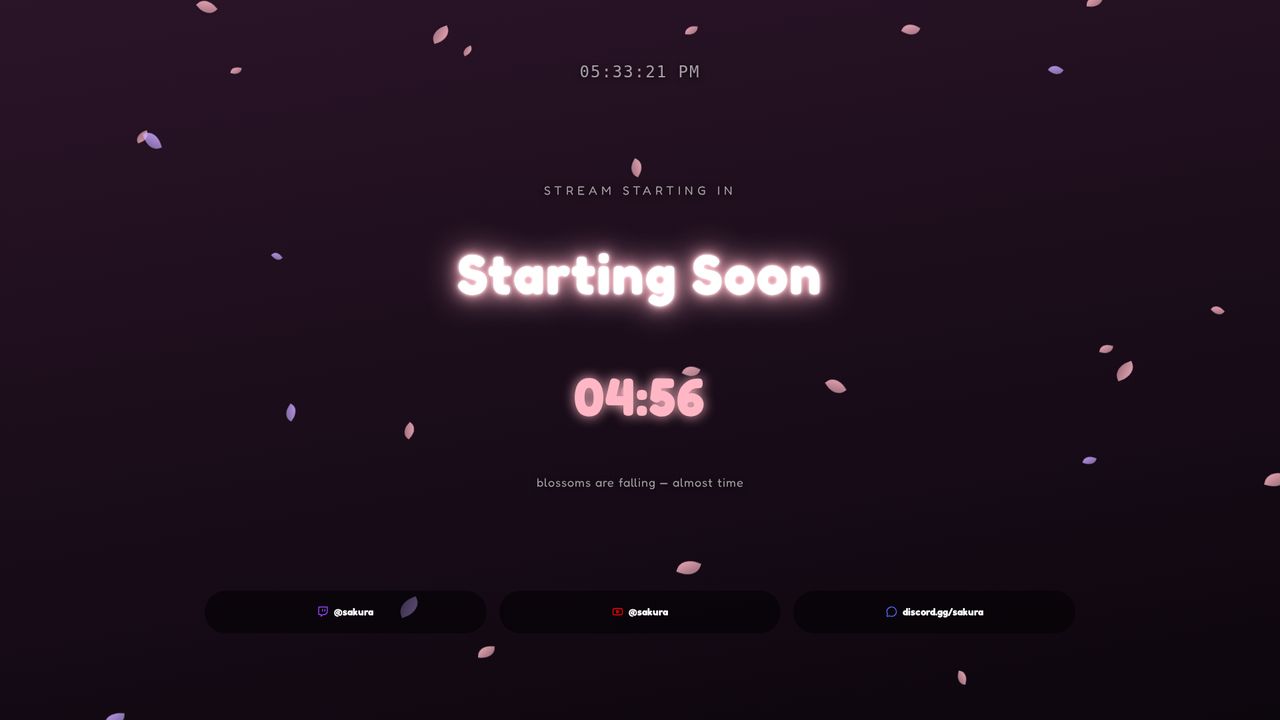 05:33:21 PM
STREAM STARTING IN
Starting Soon
04:56
blossoms are falling — almost time
@sakura
@sakura
discord.gg/sakura